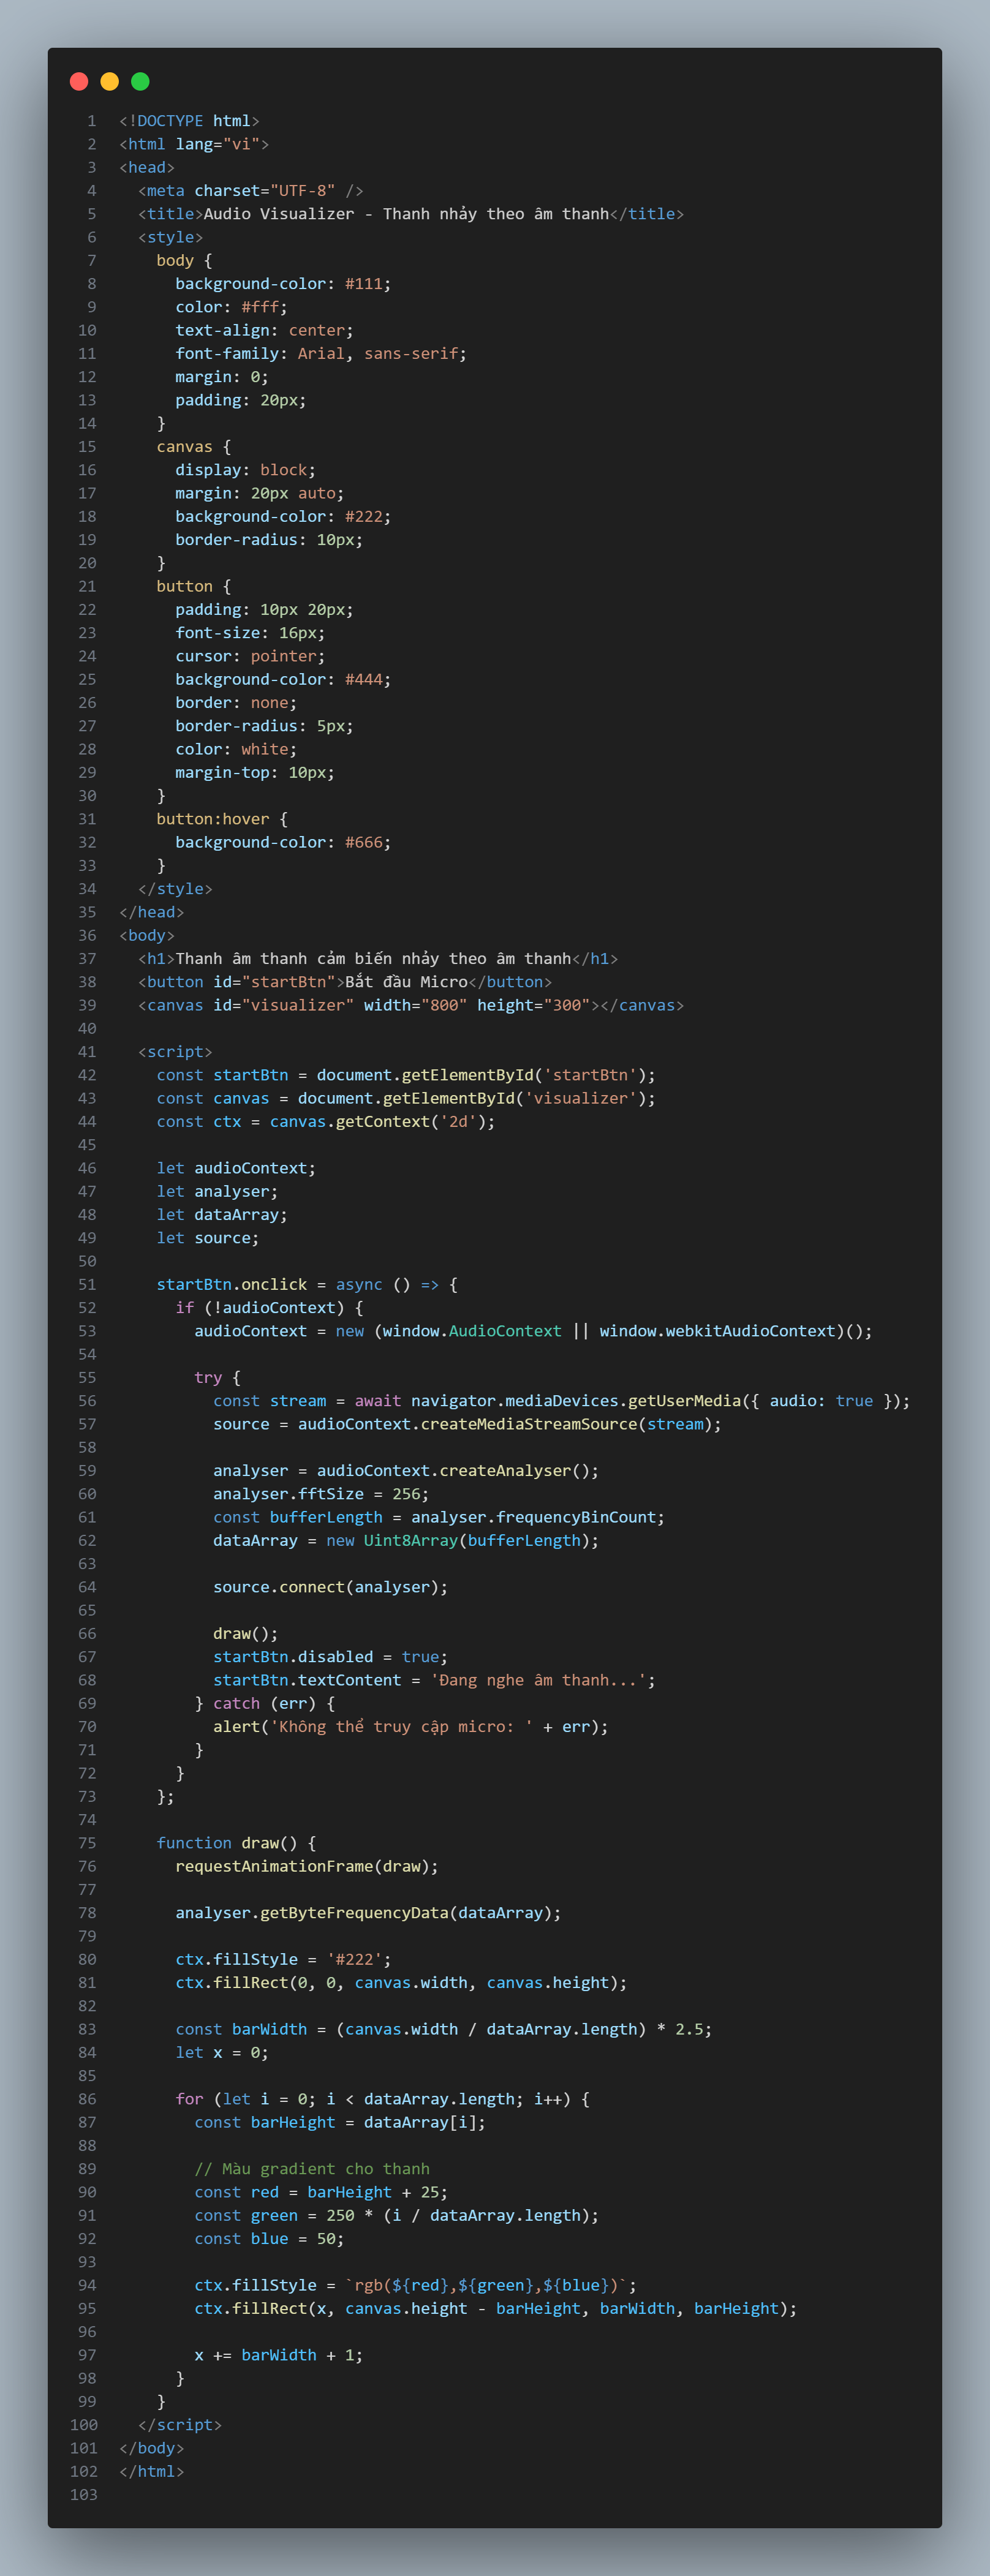 1 <!DOCTYPE html>
2 <html lang="vi">
3 <head>
4   <meta charset="UTF-8" />
5   <title>Audio Visualizer - Thanh nhảy theo âm thanh</title>
6   <style>
7     body {
8       background-color: #111;
9       color: #fff;
10       text-align: center;
11       font-family: Arial, sans-serif;
12       margin: 0;
13       padding: 20px;
14     }
15     canvas {
16       display: block;
17       margin: 20px auto;
18       background-color: #222;
19       border-radius: 10px;
20     }
21     button {
22       padding: 10px 20px;
23       font-size: 16px;
24       cursor: pointer;
25       background-color: #444;
26       border: none;
27       border-radius: 5px;
28       color: white;
29       margin-top: 10px;
30     }
31     button:hover {
32       background-color: #666;
33     }
34   </style>
35 </head>
36 <body>
37   <h1>Thanh âm thanh cảm biến nhảy theo âm thanh</h1>
38   <button id="startBtn">Bắt đầu Micro</button>
39   <canvas id="visualizer" width="800" height="300"></canvas>
40
41   <script>
42     const startBtn = document.getElementById('startBtn');
43     const canvas = document.getElementById('visualizer');
44     const ctx = canvas.getContext('2d');
45
46     let audioContext;
47     let analyser;
48     let dataArray;
49     let source;
50
51     startBtn.onclick = async () => {
52       if (!audioContext) {
53         audioContext = new (window.AudioContext || window.webkitAudioContext)();
54
55         try {
56           const stream = await navigator.mediaDevices.getUserMedia({ audio: true });
57           source = audioContext.createMediaStreamSource(stream);
58
59           analyser = audioContext.createAnalyser();
60           analyser.fftSize = 256;
61           const bufferLength = analyser.frequencyBinCount;
62           dataArray = new Uint8Array(bufferLength);
63
64           source.connect(analyser);
65
66           draw();
67           startBtn.disabled = true;
68           startBtn.textContent = 'Đang nghe âm thanh...';
69         } catch (err) {
70           alert('Không thể truy cập micro: ' + err);
71         }
72       }
73     };
74
75     function draw() {
76       requestAnimationFrame(draw);
77
78       analyser.getByteFrequencyData(dataArray);
79
80       ctx.fillStyle = '#222';
81       ctx.fillRect(0, 0, canvas.width, canvas.height);
82
83       const barWidth = (canvas.width / dataArray.length) * 2.5;
84       let x = 0;
85
86       for (let i = 0; i < dataArray.length; i++) {
87         const barHeight = dataArray[i];
88
89         // Màu gradient cho thanh
90         const red = barHeight + 25;
91         const green = 250 * (i / dataArray.length);
92         const blue = 50;
93
94         ctx.fillStyle = `rgb(${red},${green},${blue})`;
95         ctx.fillRect(x, canvas.height - barHeight, barWidth, barHeight);
96
97         x += barWidth + 1;
98       }
99     }
100   </script>
101 </body>
102 </html>
103